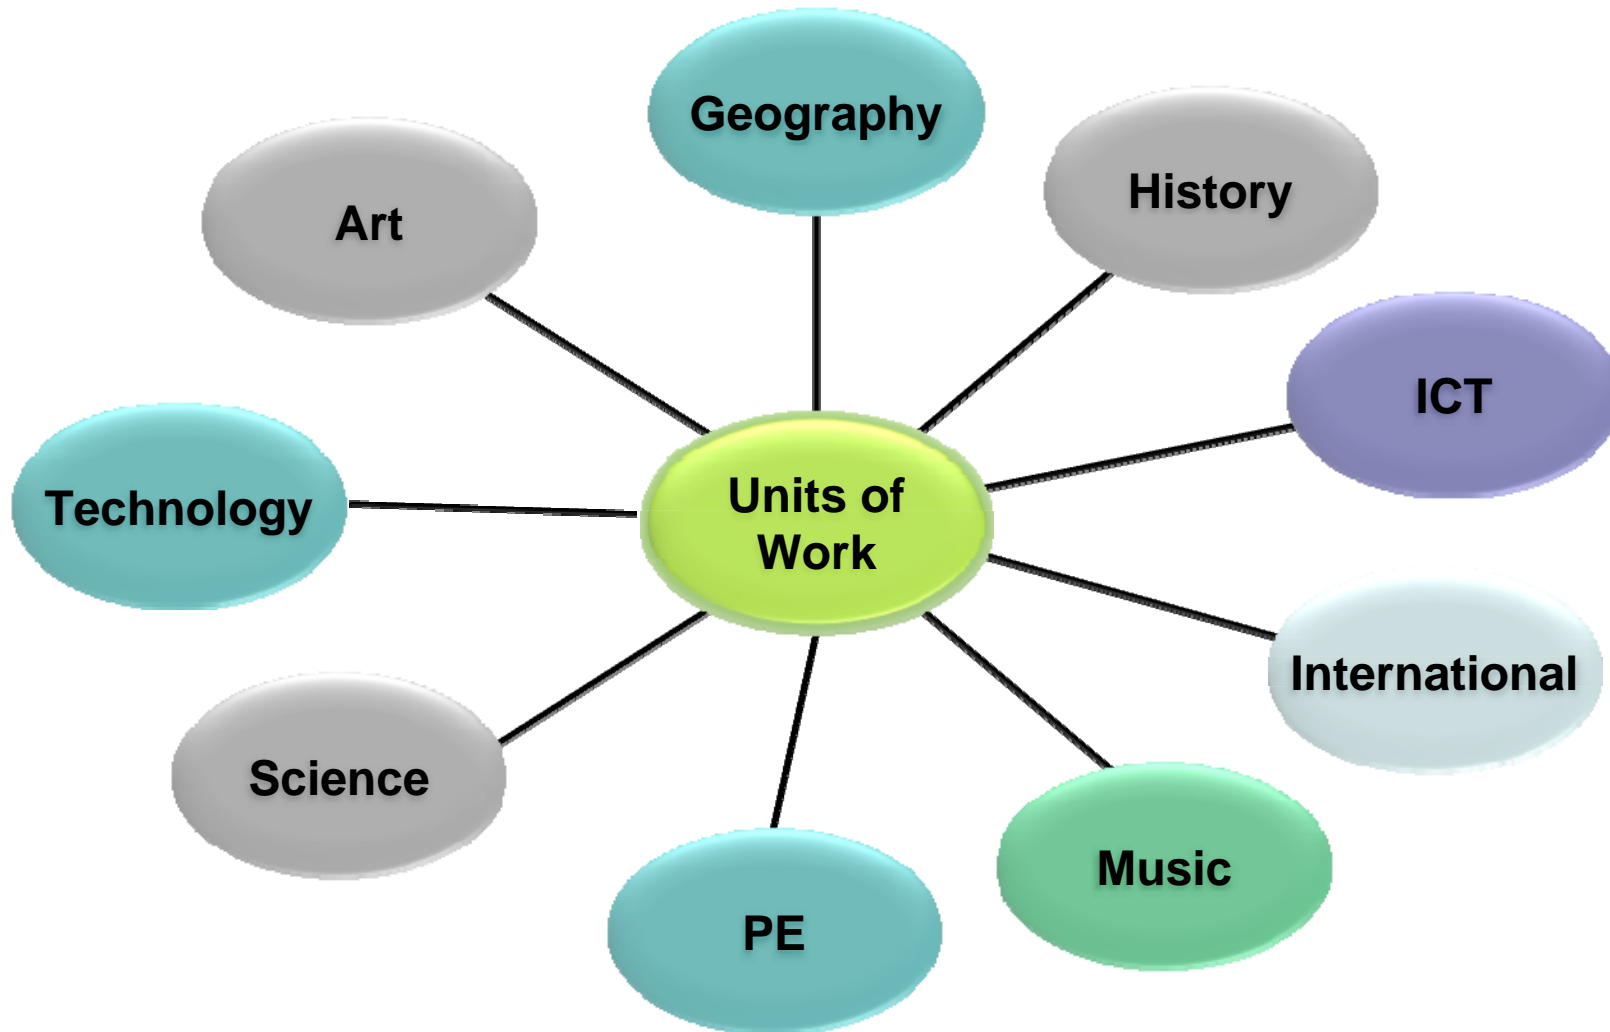 Geography
History
Art
ICT
Units of
Work
Technology
International
Science
Music
PE